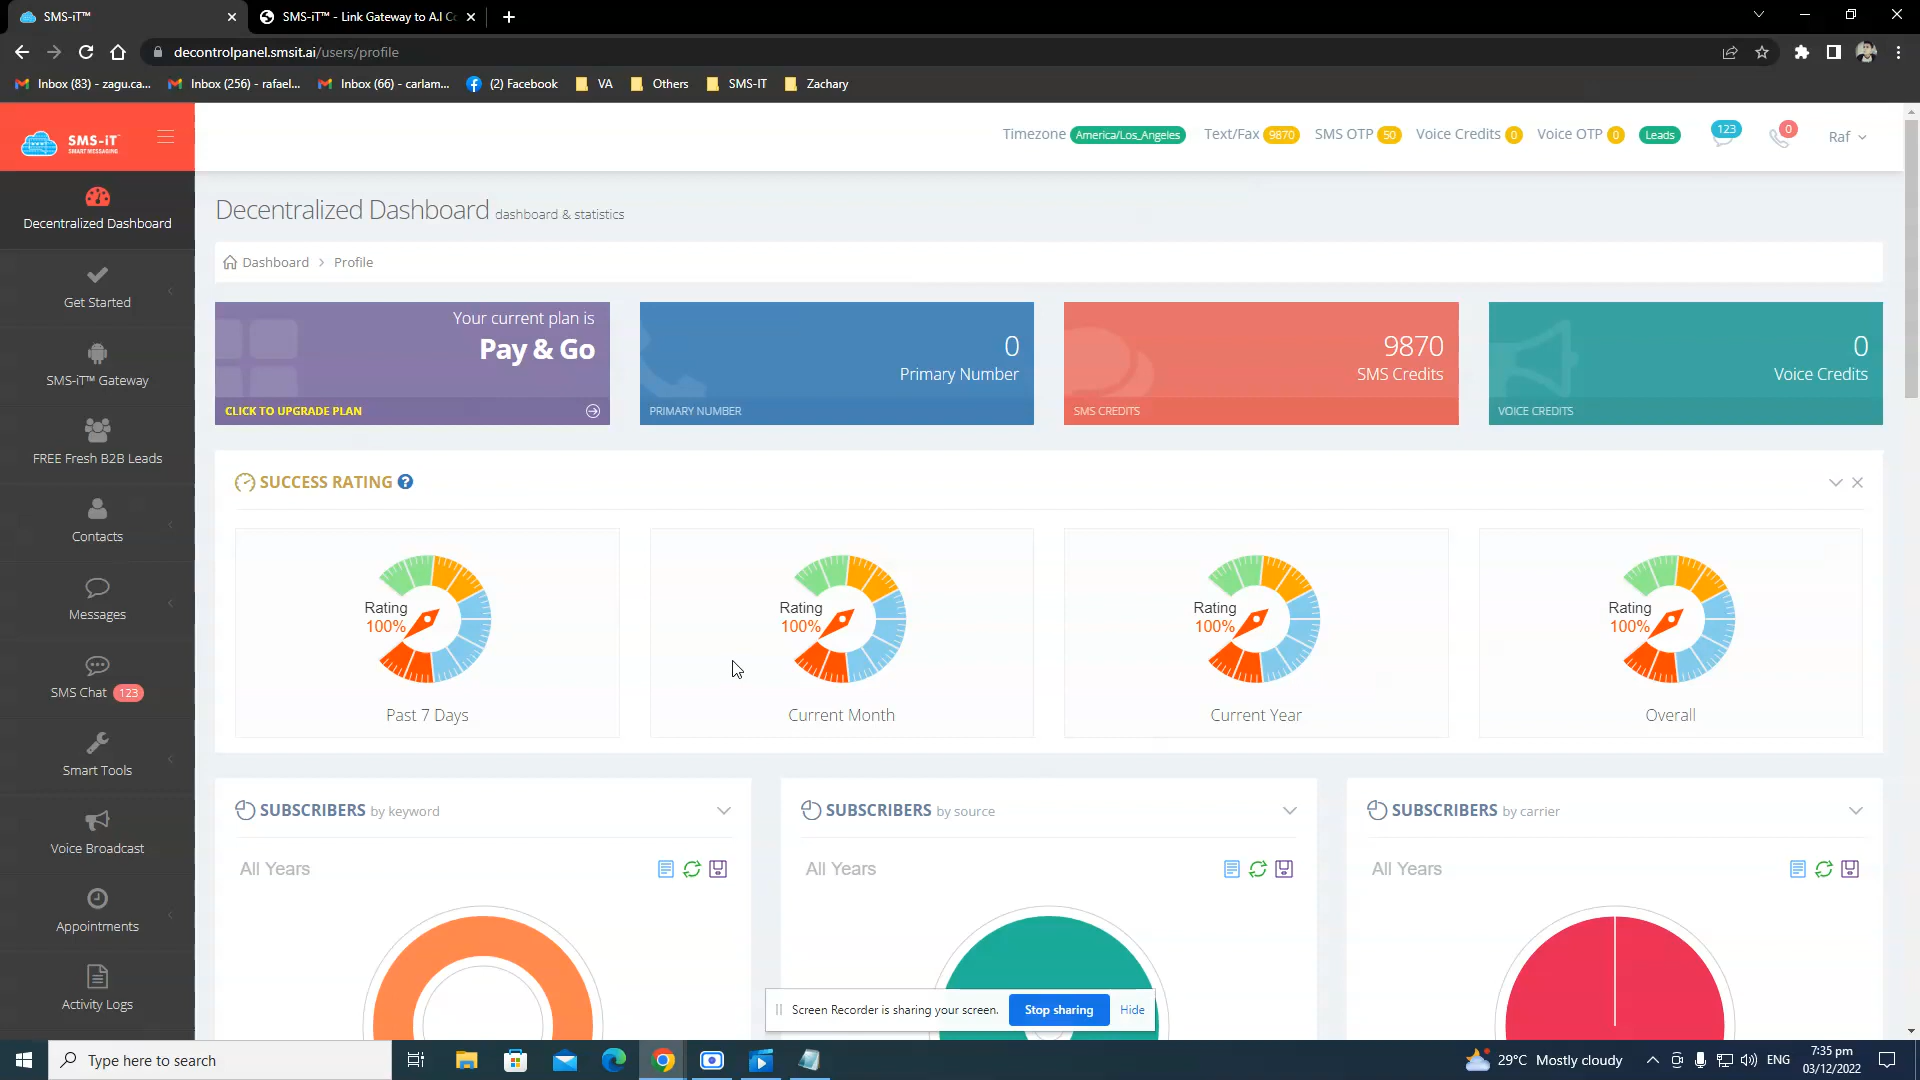 SMS-iT™
SMS-iT™ - Link Gateway to A.I Cc
decontrolpanel.smsit.ai/users/profile
Inbox (83) - zagu.ca...
Inbox (256) - rafael...
Inbox (66) - carlam...
(2) Facebook
VA
Others
SMS-IT
Zachary
SMS-iT
SMART MESSAGING
Timezone America/Los_Angeles
Text/Fax 9870
SMS OTP 50
Voice Credits 0
Voice OTP 0
Leads
123
0
Raf
Decentralized Dashboard
Get Started
SMS-iT™ Gateway
FREE Fresh B2B Leads
Contacts
Messages
SMS Chat 123
Smart Tools
Voice Broadcast
Appointments
Activity Logs
Decentralized Dashboard dashboard & statistics
Dashboard > Profile
Your current plan is
Pay & Go
CLICK TO UPGRADE PLAN
0
Primary Number
PRIMARY NUMBER
9870
SMS Credits
SMS CREDITS
0
Voice Credits
VOICE CREDITS
SUCCESS RATING ?
Rating
100%
Past 7 Days
Rating
100%
Current Month
Rating
100%
Current Year
Rating
100%
Overall
SUBSCRIBERS by keyword
All Years
SUBSCRIBERS by source
All Years
SUBSCRIBERS by carrier
All Years
Screen Recorder is sharing your screen.
Stop sharing
Hide
Type here to search
29°C Mostly cloudy
ENG
7:35 pm
03/12/2022